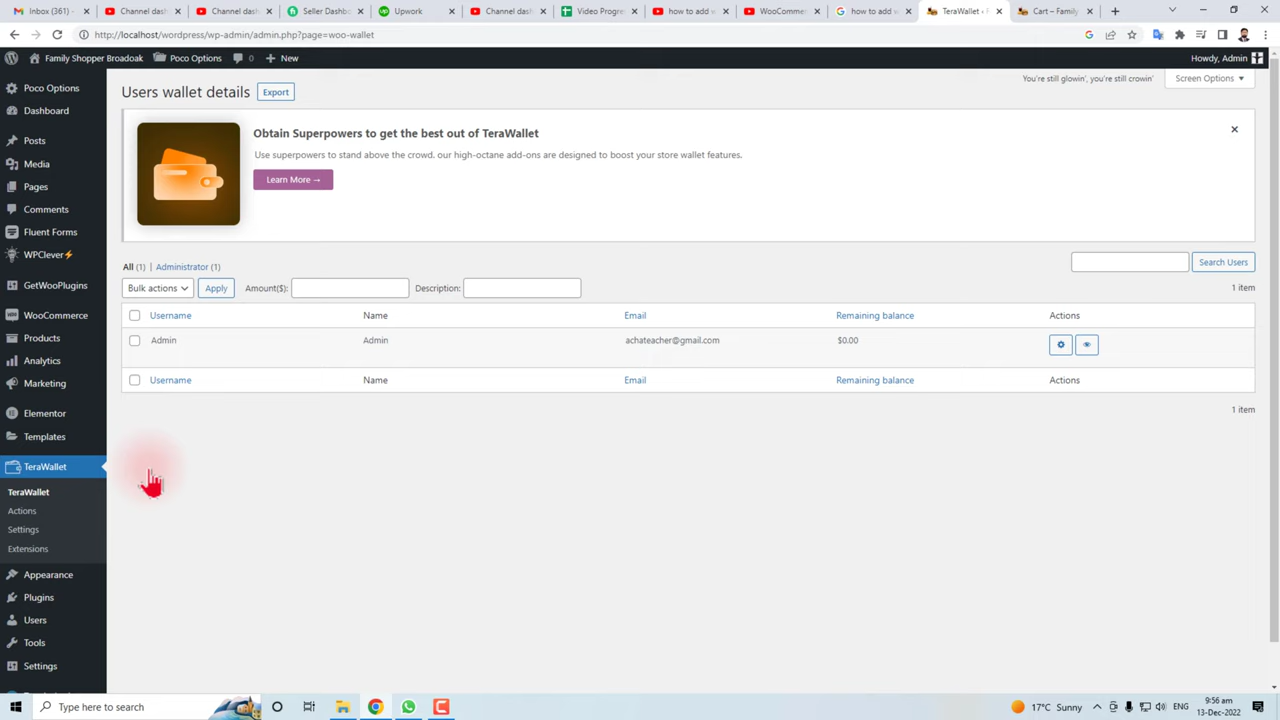 Inbox (361) -
Channel dash
Channel deta
Seller Dashbo
Upwork
Channel dash
Video Progre
how to add w
WooComme
how to add w
TeraWallet ‹ F
Cart – Family
http://localhost/wordpress/wp-admin/admin.php?page=woo-wallet
Family Shopper Broadoak
Poco Options
0
New
Howdy, Admin
Poco Options
Dashboard
Posts
Media
Pages
Comments
Fluent Forms
WPClever⚡
GetWooPlugins
WooCommerce
Products
Analytics
Marketing
Elementor
Templates
TeraWallet
TeraWallet
Actions
Settings
Extensions
Appearance
Plugins
Users
Tools
Settings
You're still glowin', you're crowin'
Screen Options
Users wallet details Export
Obtain Superpowers to get the best out of TeraWallet
Use superpowers to stand above the crowd. our high-octane add-ons are designed to boost your store wallet features.
Learn More →
All (1) | Administrator (1)
Search Users
Bulk actions Apply Amount($): Description:
1 item
Username Name Email Remaining balance Actions
Admin Admin achateacher@gmail.com $0.00
Username Name Email Remaining balance Actions
1 item
Type here to search
17°C Sunny
ENG
9:56 am
13-Dec-2022